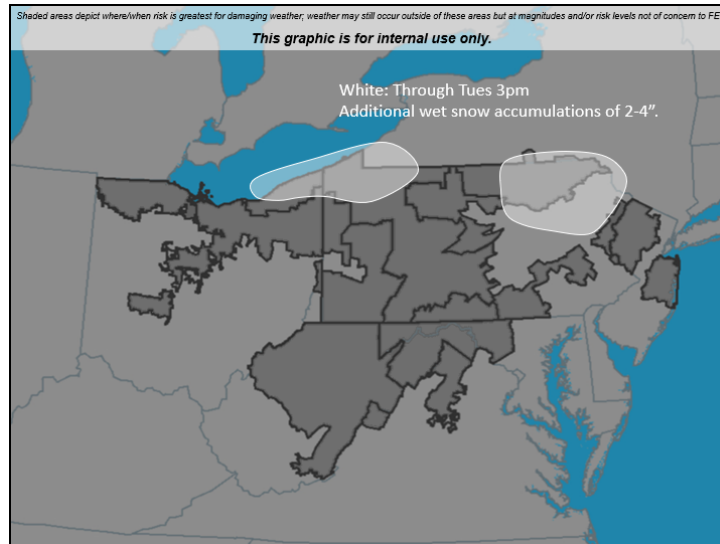 Shaded areas depict where/when risk is greatest for damaging weather; weather may still occur outside of these areas but at magnitudes and/or risk levels not of concern to FE
This graphic is for internal use only.
White: Through Tues 3pm
Additional wet snow accumulations of 2-4”.